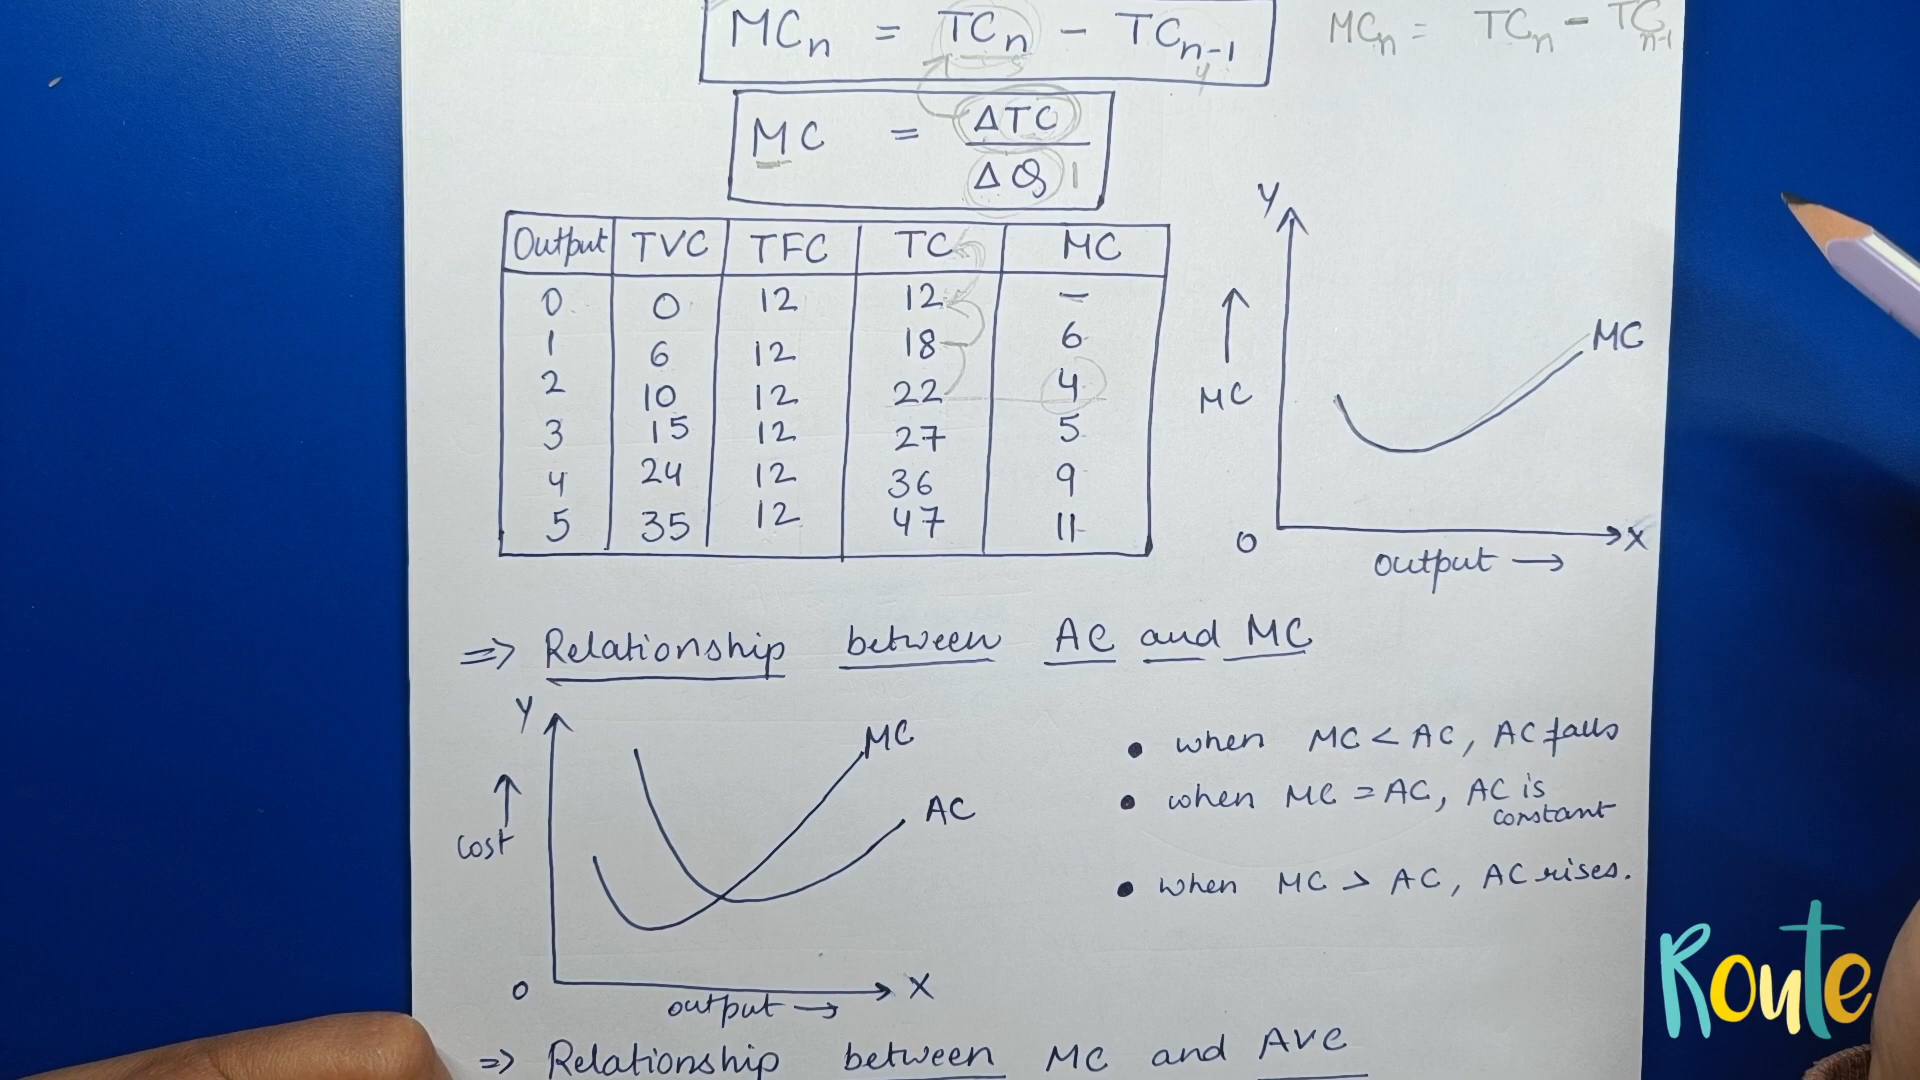 MCn = TCn - TCn-1
MCn = TCn - TCn-1
MC = ΔTC
ΔQ 1
Output TVC TFC TC MC
0 0 12 12 –
1 6 12 18 6
2 10 12 22 4
3 15 12 27 5
4 24 12 36 9
5 35 12 47 11
Y
MC
MC
0
X
output →
⇒ Relationship between AC and MC
Y
MC
AC
Cost
0
X
output →
• when MC < AC, AC falls
• when MC = AC, AC is
constant
• when MC > AC, AC rises.
⇒ Relationship between MC and AVC
Route